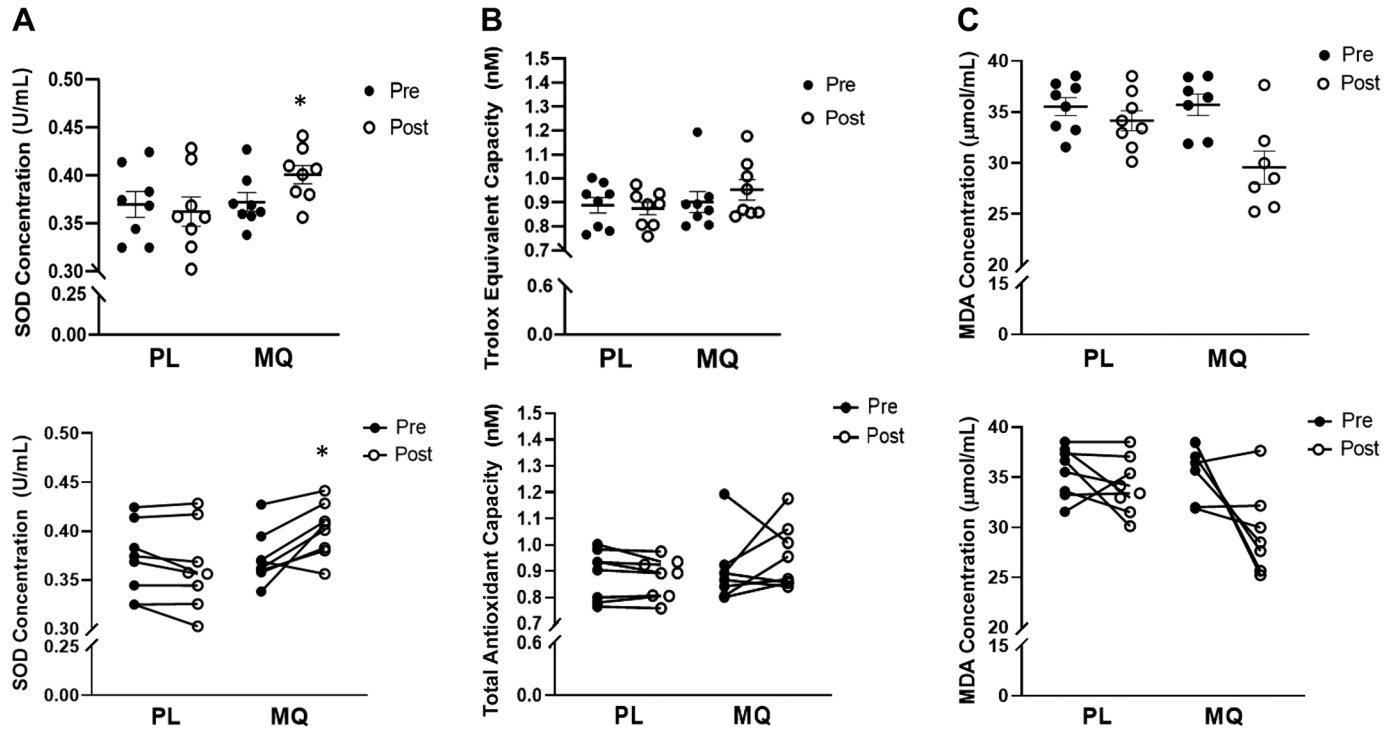 A
SOD Concentration (U/mL)
0.50
0.45
0.40
0.35
0.30
0.25
0.00
*
Pre
Post
PL MQ
B
Trolox Equivalent Capacity (nM)
1.5
1.4
1.3
1.2
1.1
1.0
0.9
0.8
0.7
0.6
0.0
Pre
Post
PL MQ
C
MDA Concentration (µmol/mL)
40
35
30
25
20
15
0
Pre
Post
PL MQ
SOD Concentration (U/mL)
0.50
0.45
0.40
0.35
0.30
0.25
0.00
*
Pre
Post
PL MQ
Total Antioxidant Capacity (nM)
1.5
1.4
1.3
1.2
1.1
1.0
0.9
0.8
0.7
0.6
0.0
Pre
Post
PL MQ
MDA Concentration (µmol/mL)
40
35
30
25
20
15
0
Pre
Post
PL MQ